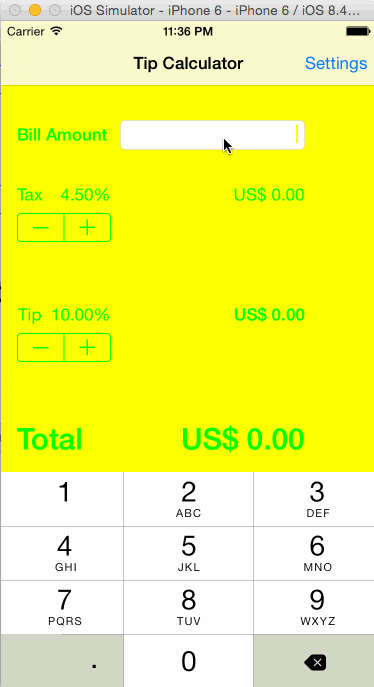 iOS Simulator - iPhone 6 - iPhone 6 / iOS 8.4...
Carrier 11:36 PM
Tip Calculator Settings
Bill Amount
Tax 4.50% US$ 0.00
— +
Tip 10.00% US$ 0.00
— +
Total US$ 0.00
1 2 3
ABC DEF
4 5 6
GHI JKL MNO
7 8 9
PQRS TUV WXYZ
. 0